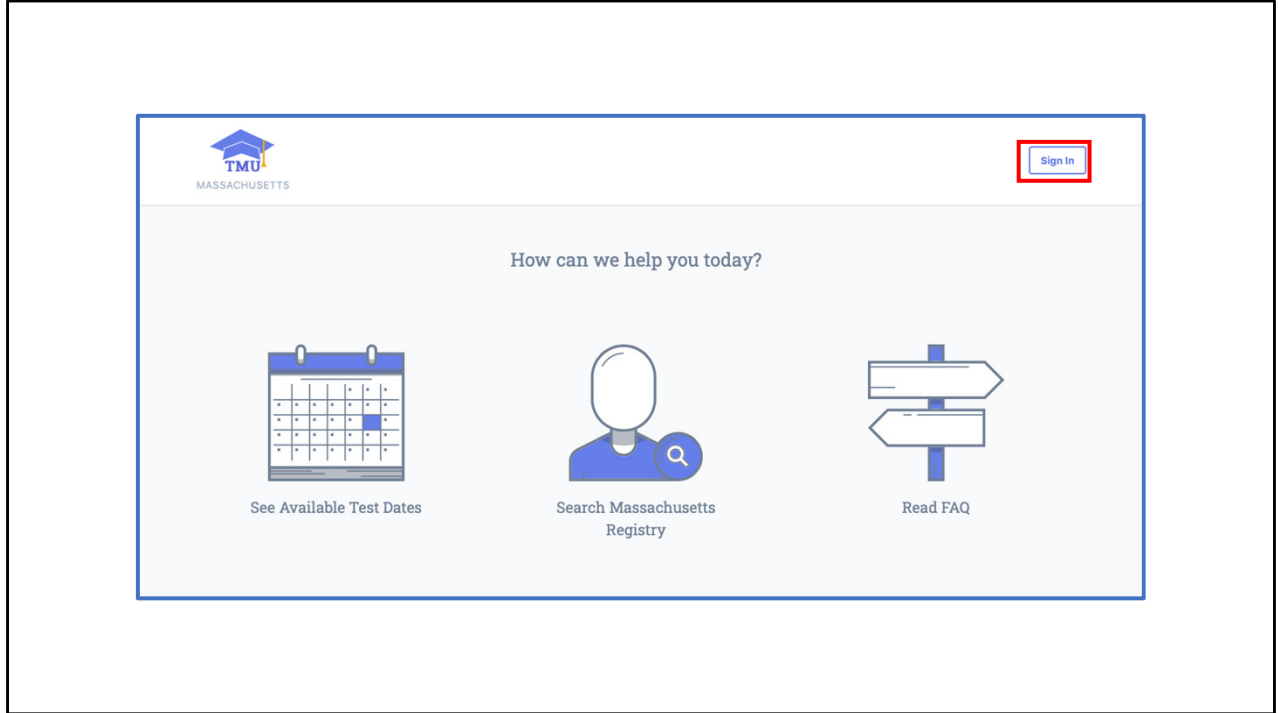 TMU
MASSACHUSETTS
Sign In
How can we help you today?
See Available Test Dates
Search Massachusetts
Registry
Read FAQ